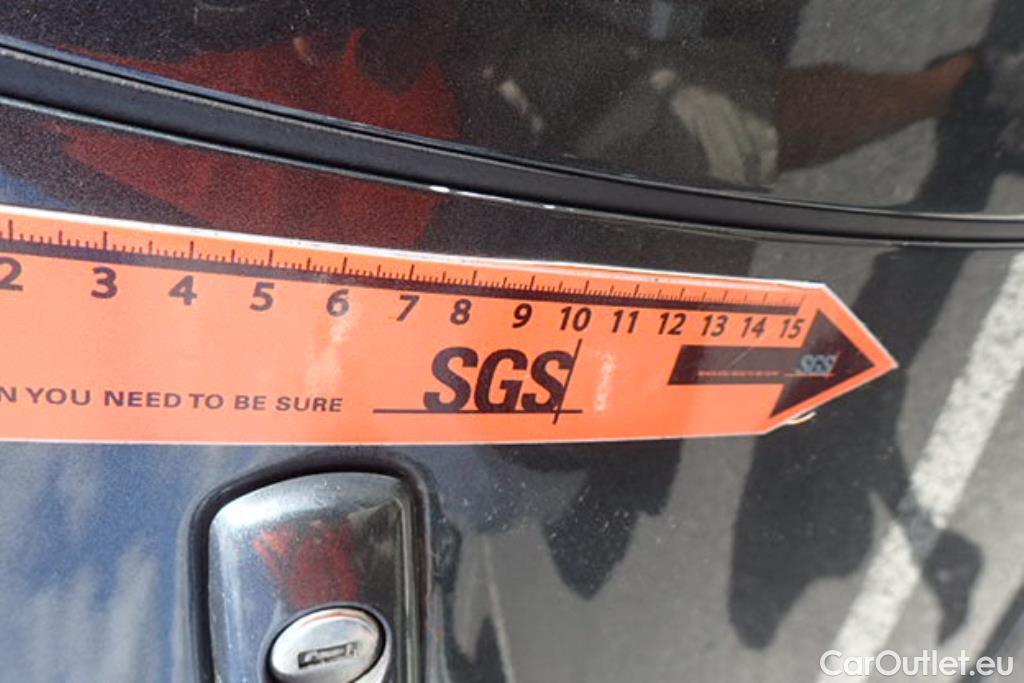 2 3 4 5 6 7 8 9 10 11 12 13 14 15
N YOU NEED TO BE SURE
SGS
SGS
CarOutlet.eu